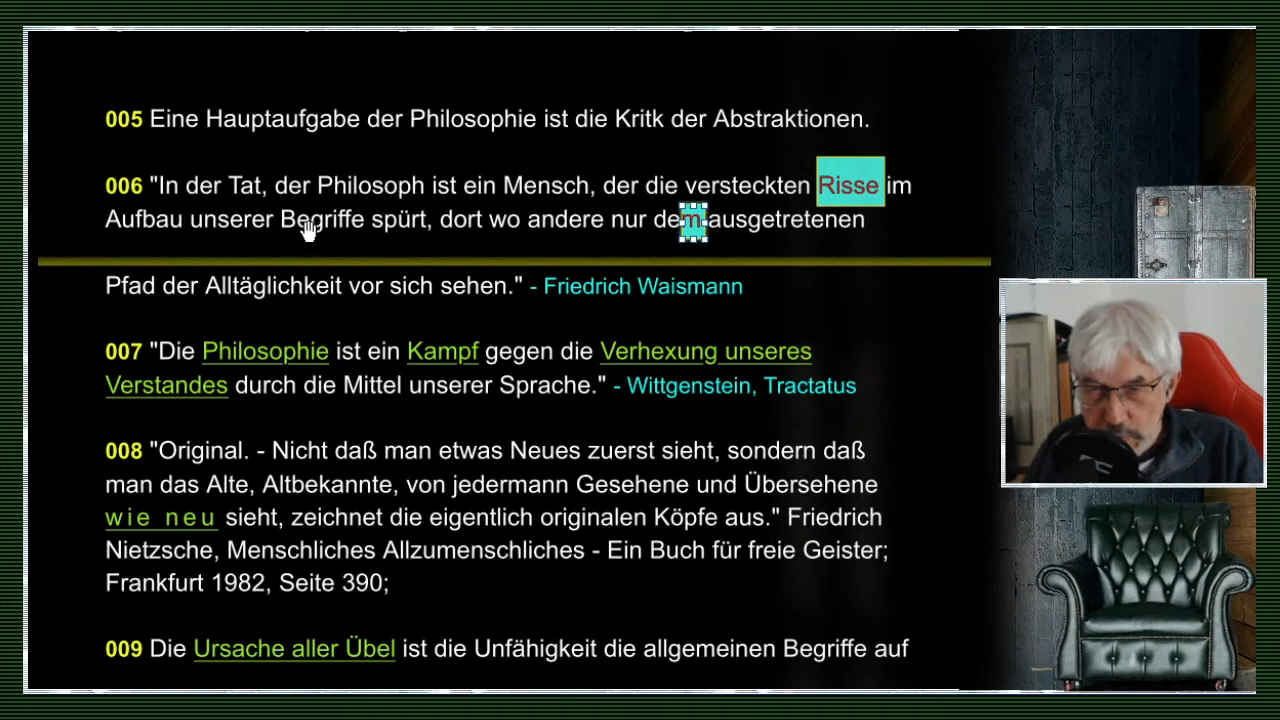 005 Eine Hauptaufgabe der Philosophie ist die Kritk der Abstraktionen.
006 "In der Tat, der Philosoph ist ein Mensch, der die versteckten Risse im
Aufbau unserer Begriffe spürt, dort wo andere nur dem ausgetretenen
Pfad der Alltäglichkeit vor sich sehen." - Friedrich Waismann
007 "Die Philosophie ist ein Kampf gegen die Verhexung unseres
Verstandes durch die Mittel unserer Sprache." - Wittgenstein, Tractatus
008 "Original. - Nicht daß man etwas Neues zuerst sieht, sondern daß
man das Alte, Altbekannte, von jedermann Gesehene und Übersehene
wie neu sieht, zeichnet die eigentlich originalen Köpfe aus." Friedrich
Nietzsche, Menschliches Allzumenschliches - Ein Buch für freie Geister;
Frankfurt 1982, Seite 390;
009 Die Ursache aller Übel ist die Unfähigkeit die allgemeinen Begriffe auf